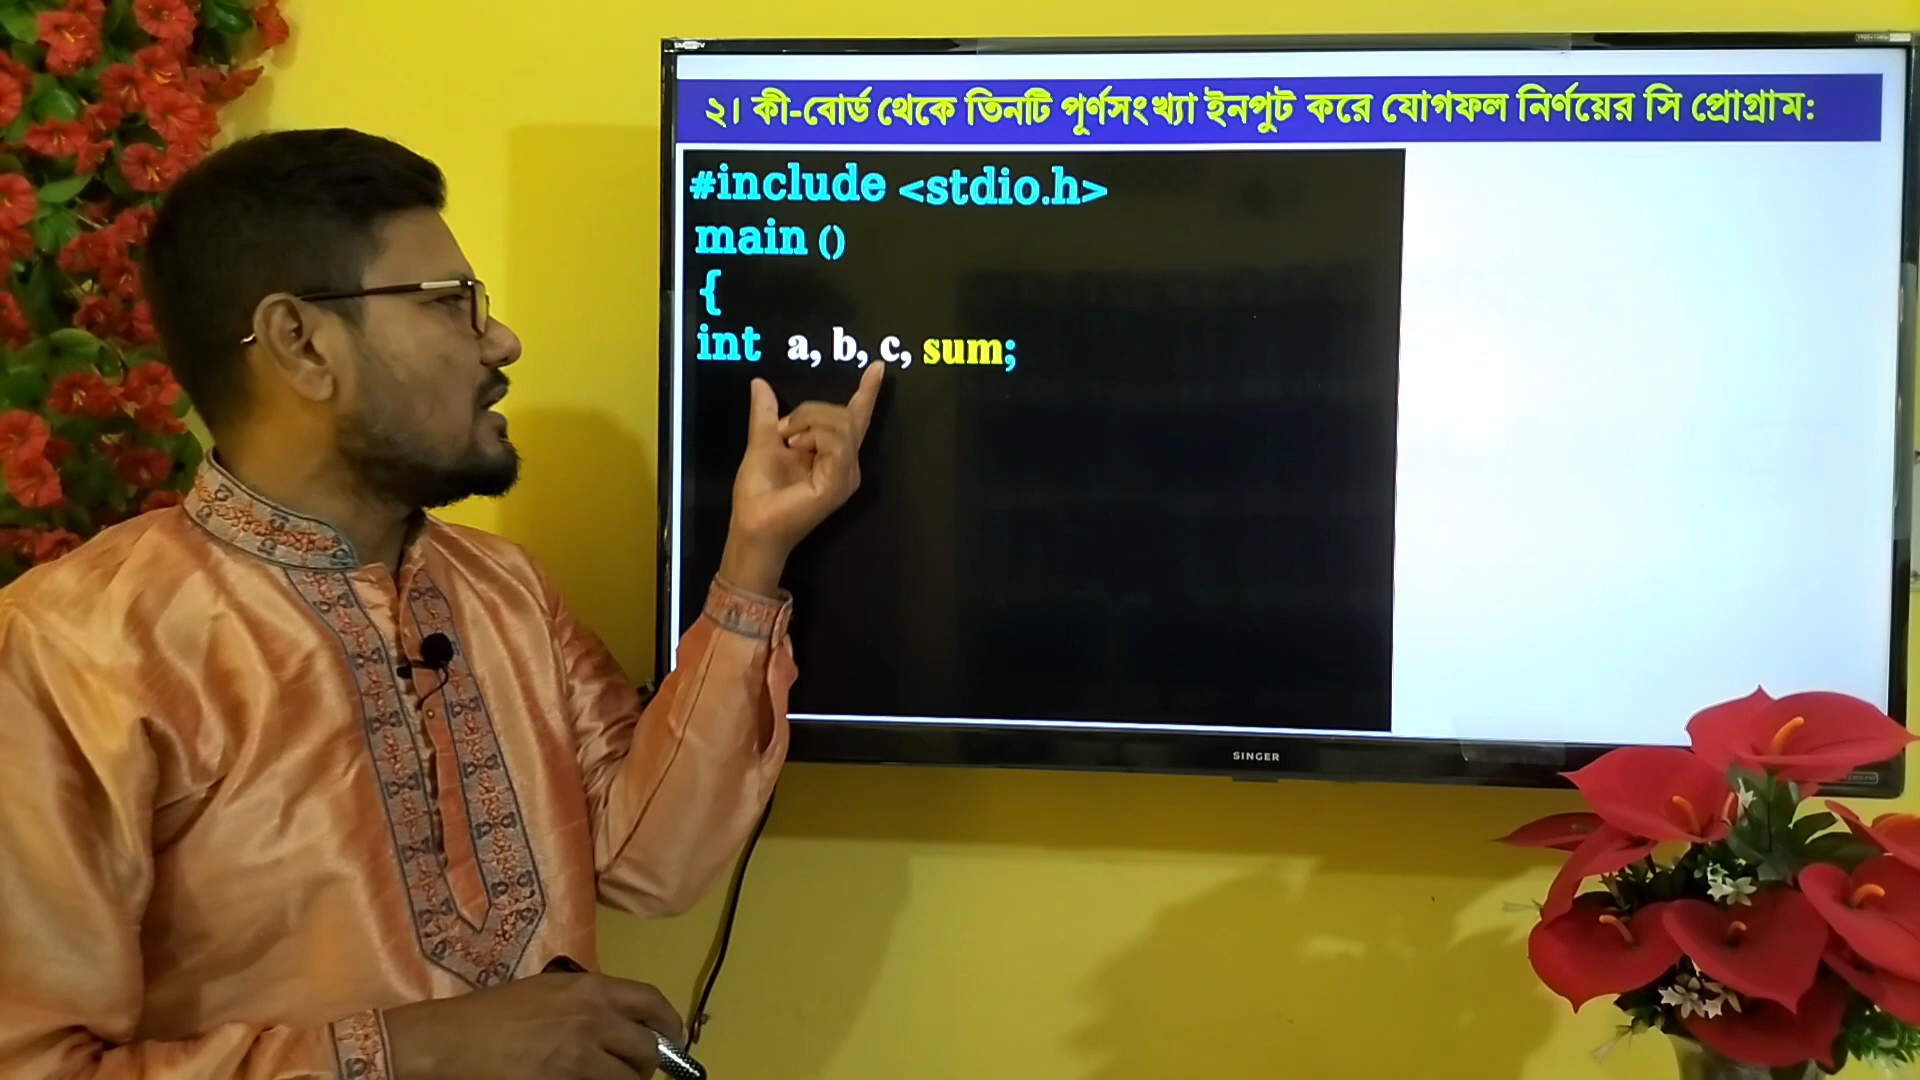 ২। কী-বোর্ড থেকে তিনটি পূর্ণসংখ্যা ইনপুট করে যোগফল নির্ণয়ের সি প্রোগ্রাম:
#include <stdio.h>
main ()
{
int a, b, c, sum;
SINGER